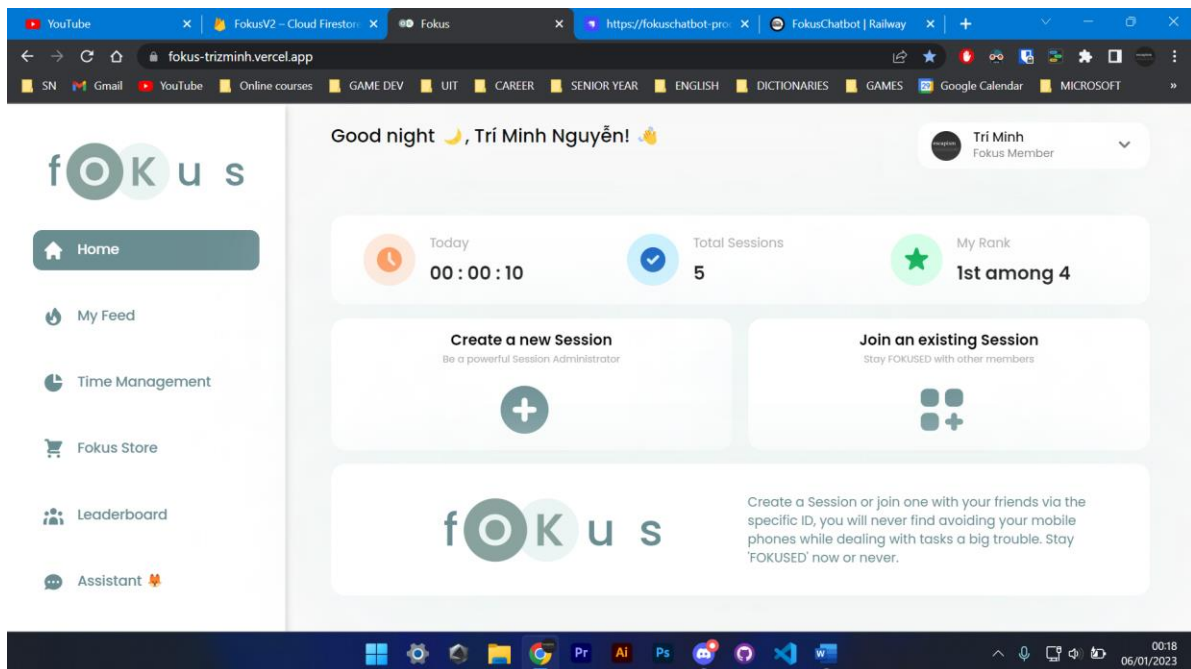 YouTube
FokusV2 – Cloud Firestor
Fokus
https://fokuschatbot-pro
FokusChatbot | Railway
fokus-trizminh.vercel.app
SN
Gmail
YouTube
Online courses
GAME DEV
UIT
CAREER
SENIOR YEAR
ENGLISH
DICTIONARIES
GAMES
Google Calendar
MICROSOFT
»
fOKus
Good night 🌙, Trí Minh Nguyễn! 👋
Trí Minh
Fokus Member
Home
My Feed
Time Management
Fokus Store
Leaderboard
Assistant 🦊
Today
00 : 00 : 10
Total Sessions
5
My Rank
1st among 4
Create a new Session
Be a powerful Session Administrator
Join an existing Session
Stay FOKUSED with other members
fOKus
Create a Session or join one with your friends via the
specific ID, you will never find avoiding your mobile
phones while dealing with tasks a big trouble. Stay
'FOKUSED' now or never.
Pr
Ai
Ps
00:18
06/01/2023